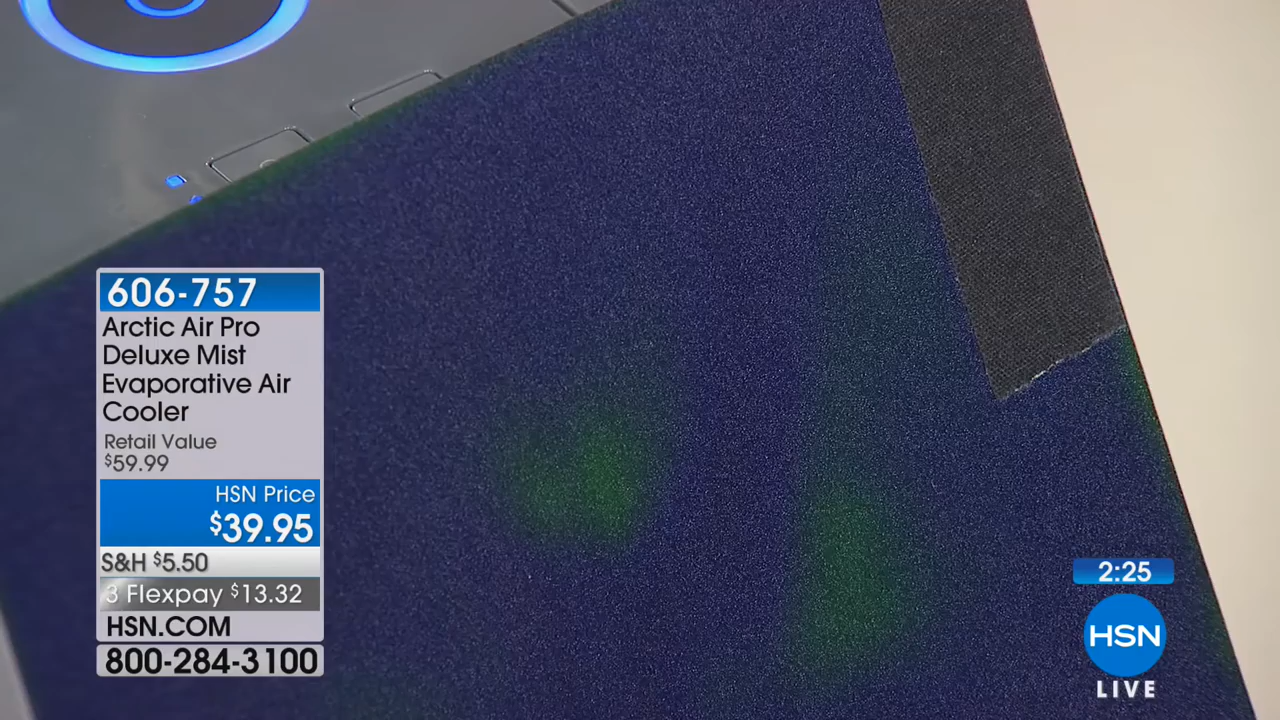 606-757
Arctic Air Pro
Deluxe Mist
Evaporative Air
Cooler
Retail Value
$59.99
HSN Price
$39.95
S&H $5.50
3 Flexpay $13.32
HSN.COM
800-284-3100
2:25
HSN
LIVE